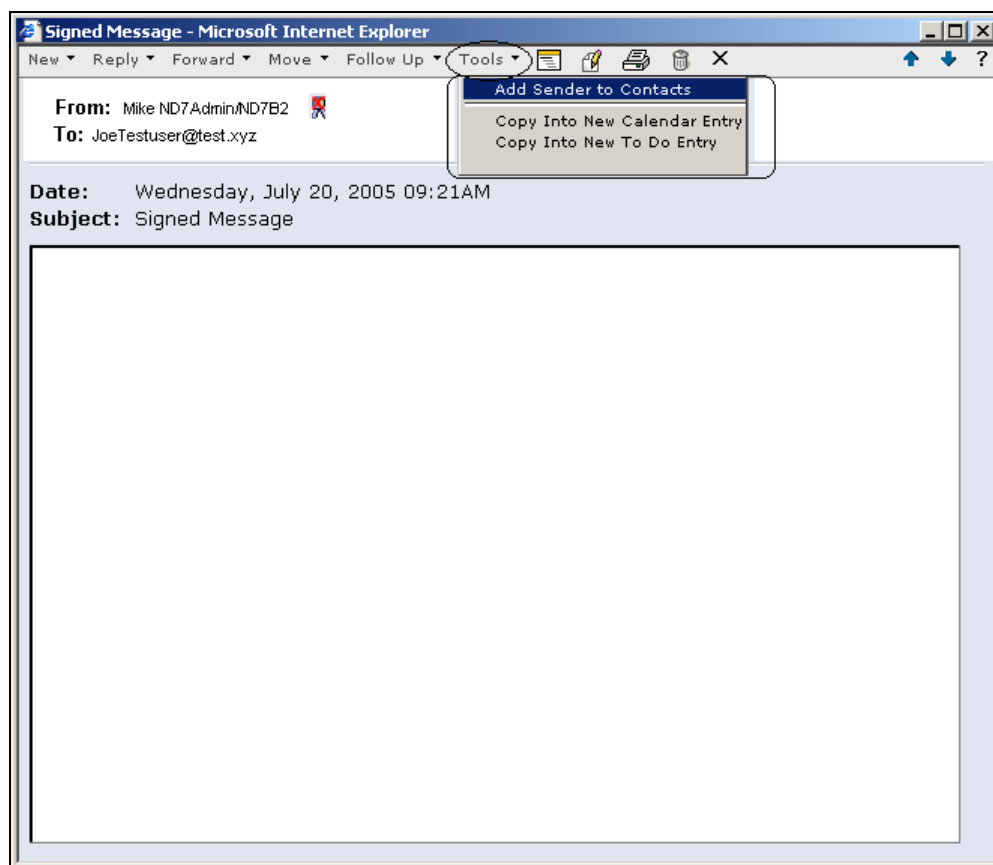 Signed Message - Microsoft Internet Explorer
New Reply Forward Move Follow Up Tools ?
Add Sender to Contacts
From: Mike ND7Admin/ND7B2
Copy Into New Calendar Entry
To: JoeTestuser@test.xyz
Copy Into New To Do Entry
Date: Wednesday, July 20, 2005 09:21AM
Subject: Signed Message